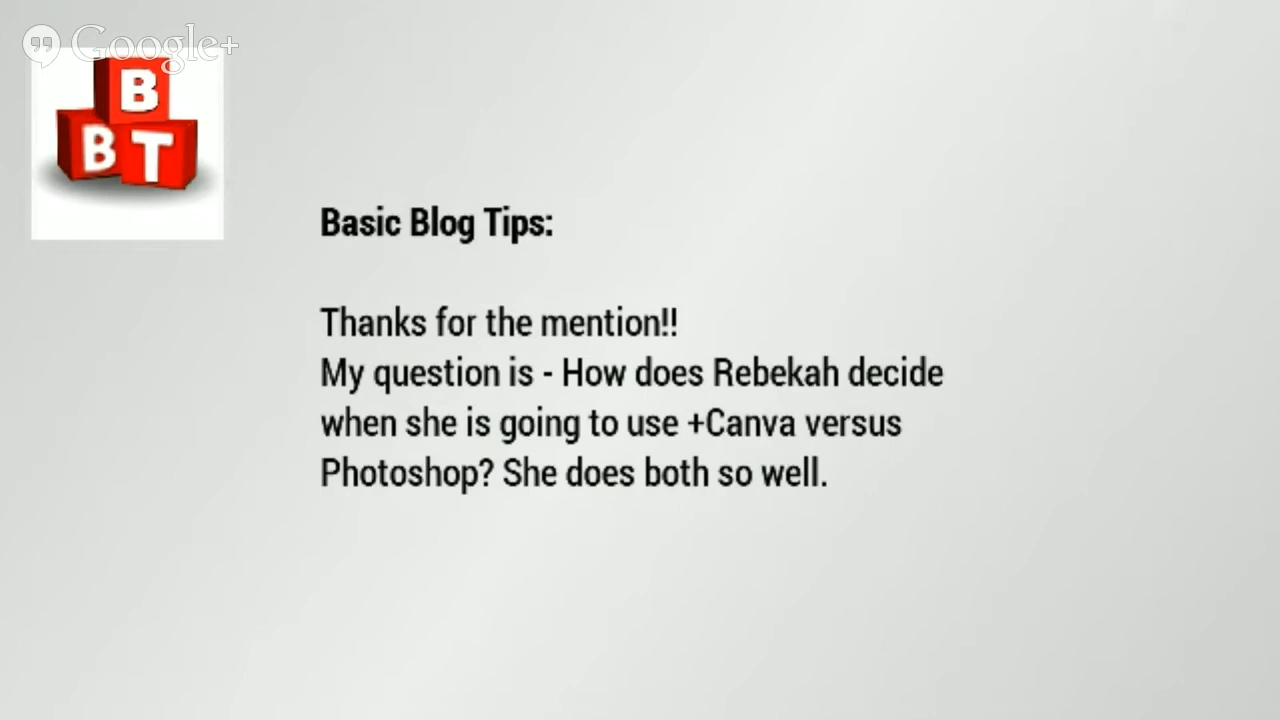 Google+
B
B T
Basic Blog Tips:
Thanks for the mention!!
My question is - How does Rebekah decide
when she is going to use +Canva versus
Photoshop? She does both so well.